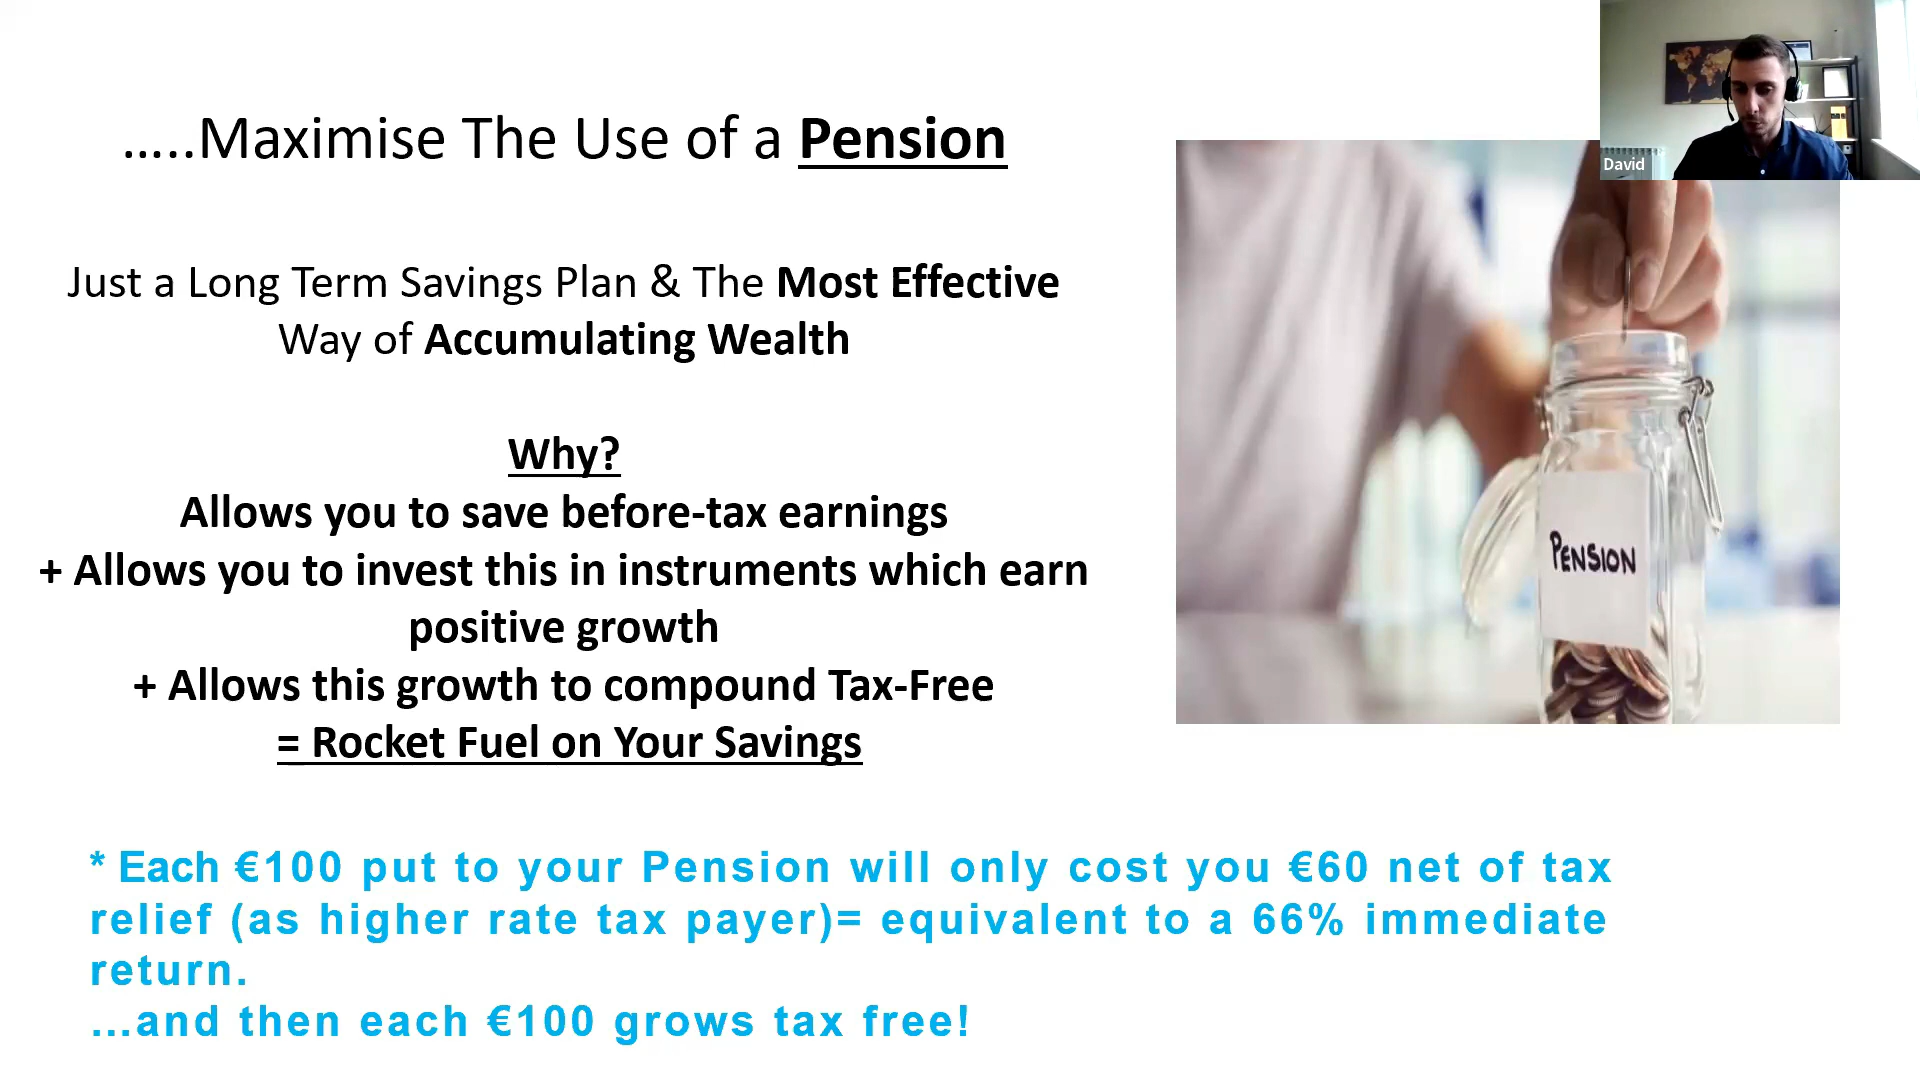 …..Maximise The Use of a Pension
Just a Long Term Savings Plan & The Most Effective
Way of Accumulating Wealth
Why?
Allows you to save before-tax earnings
+ Allows you to invest this in instruments which earn
positive growth
+ Allows this growth to compound Tax-Free
= Rocket Fuel on Your Savings
David
PENSION
* Each €100 put to your Pension will only cost you €60 net of tax
relief (as higher rate tax payer)= equivalent to a 66% immediate
return.
…and then each €100 grows tax free!